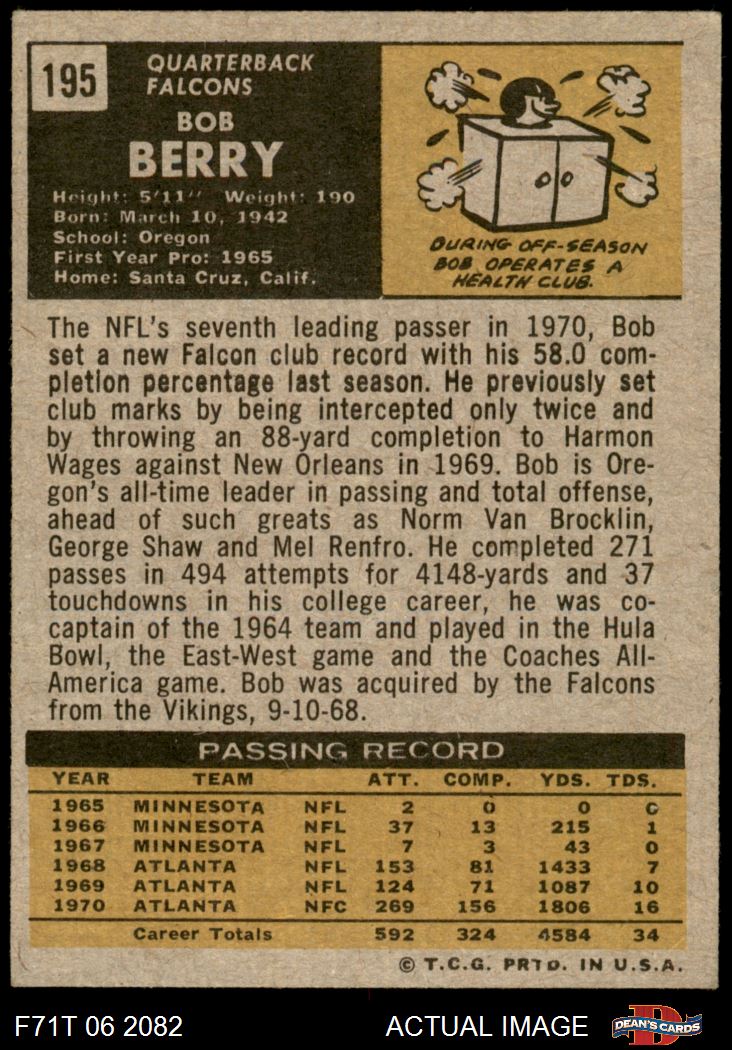 195
QUARTERBACK
FALCONS
BOB
BERRY
Height: 5'11" Weight: 190
Born: March 10, 1942
School: Oregon
First Year Pro: 1965
Home: Santa Cruz, Calif.
DURING OFF-SEASON
BOB OPERATES A
HEALTH CLUB.
The NFL's seventh leading passer in 1970, Bob
set a new Falcon club record with his 58.0 com-
pletion percentage last season. He previously set
club marks by being intercepted only twice and
by throwing an 88-yard completion to Harmon
Wages against New Orleans in 1969. Bob is Ore-
gon's all-time leader in passing and total offense,
ahead of such greats as Norm Van Brocklin,
George Shaw and Mel Renfro. He completed 271
passes in 494 attempts for 4148-yards and 37
touchdowns in his college career, he was co-
captain of the 1964 team and played in the Hula
Bowl, the East-West game and the Coaches All-
America game. Bob was acquired by the Falcons
from the Vikings, 9-10-68.
PASSING RECORD
YEAR TEAM ATT. COMP. YDS. TDS.
1965 MINNESOTA NFL 2 0 0 0
1966 MINNESOTA NFL 37 13 215 1
1967 MINNESOTA NFL 7 3 43 0
1968 ATLANTA NFL 153 81 1433 7
1969 ATLANTA NFL 124 71 1087 10
1970 ATLANTA NFC 269 156 1806 16
Career Totals 592 324 4584 34
© T.C.G. PRTD. IN U.S.A.
F71T 06 2082 ACTUAL IMAGE
D
DEAN'S CARDS